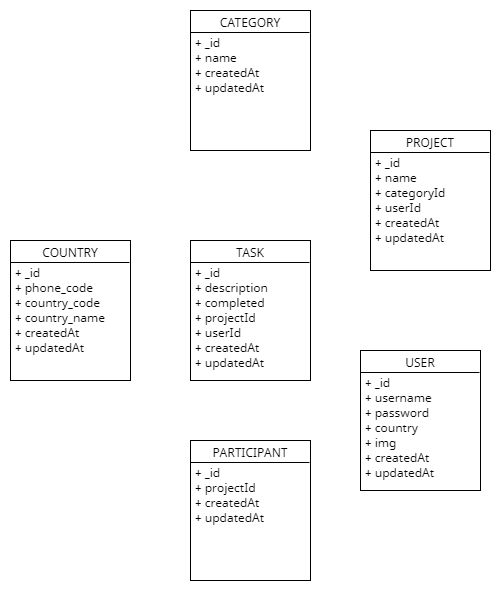 CATEGORY
+ _id
+ name
+ createdAt
+ updatedAt
PROJECT
+ _id
+ name
+ categoryId
+ userId
+ createdAt
+ updatedAt
COUNTRY
+ _id
+ phone_code
+ country_code
+ country_name
+ createdAt
+ updatedAt
TASK
+ _id
+ description
+ completed
+ projectId
+ userId
+ createdAt
+ updatedAt
USER
+ _id
+ username
+ password
+ country
+ img
+ createdAt
+ updatedAt
PARTICIPANT
+ _id
+ projectId
+ createdAt
+ updatedAt